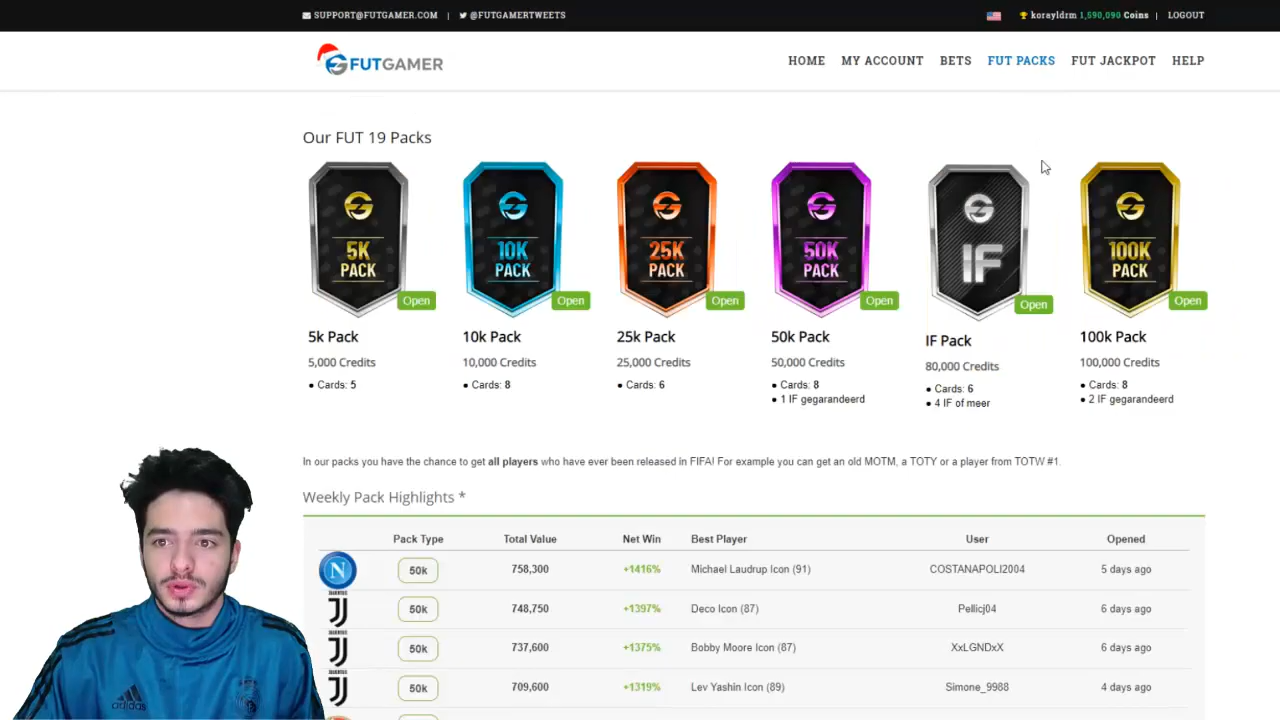 SUPPORT@FUTGAMER.COM | @FUTGAMERTWEETS korayldrm 1,590,090 Coins | LOGOUT
FUTGAMER HOME MY ACCOUNT BETS FUT PACKS FUT JACKPOT HELP
Our FUT 19 Packs
5K PACK 10K PACK 25K PACK 50K PACK IF 100K PACK
Open Open Open Open Open Open
5k Pack 10k Pack 25k Pack 50k Pack IF Pack 100k Pack
5,000 Credits 10,000 Credits 25,000 Credits 50,000 Credits 80,000 Credits 100,000 Credits
• Cards: 5 • Cards: 8 • Cards: 6 • Cards: 8 • Cards: 6 • Cards: 8
• 1 IF gegarandeerd • 4 IF of meer • 2 IF gegarandeerd
In our packs you have the chance to get all players who have ever been released in FIFA! For example you can get an old MOTM, a TOTY or a player from TOTW #1.
Weekly Pack Highlights *
Pack Type Total Value Net Win Best Player User Opened
N 50k 758,300 +1416% Michael Laudrup Icon (91) COSTANAPOLI2004 5 days ago
JUVENTUS 50k 748,750 +1397% Deco Icon (87) Pellicj04 6 days ago
JUVENTUS 50k 737,600 +1375% Bobby Moore Icon (87) XxLGNDxX 6 days ago
JUVENTUS 50k 709,600 +1319% Lev Yashin Icon (89) Simone_9988 4 days ago
adidas